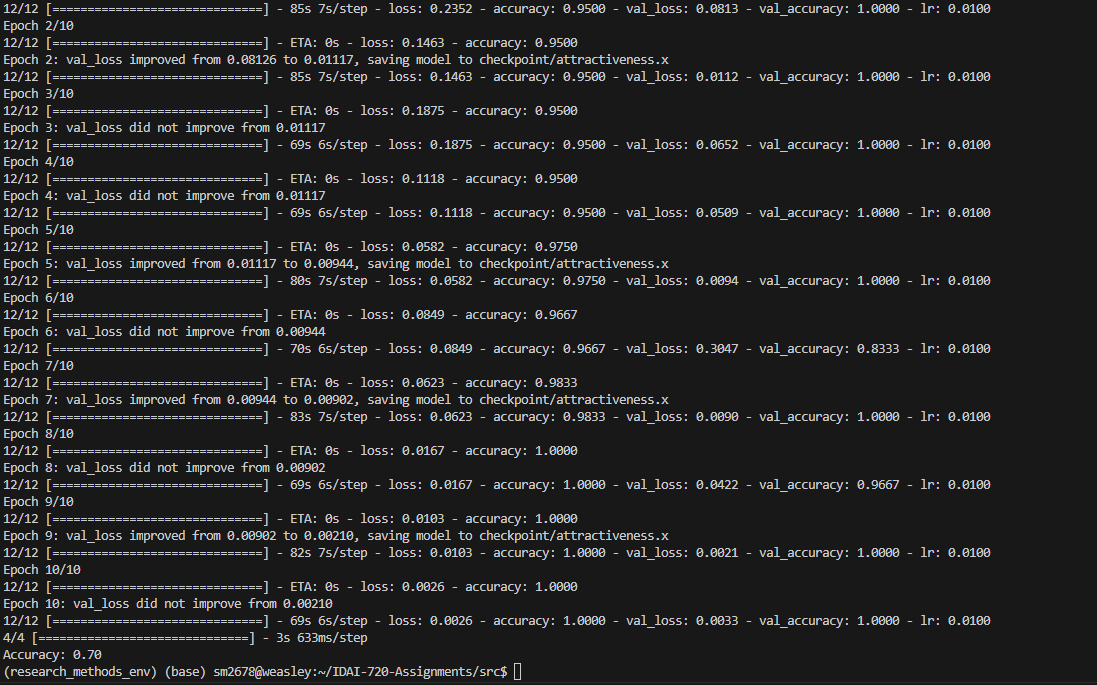 12/12 [==============================] - 85s 7s/step - loss: 0.2352 - accuracy: 0.9500 - val_loss: 0.0813 - val_accuracy: 1.0000 - lr: 0.0100
Epoch 2/10
12/12 [==============================] - ETA: 0s - loss: 0.1463 - accuracy: 0.9500
Epoch 2: val_loss improved from 0.08126 to 0.01117, saving model to checkpoint/attractiveness.x
12/12 [==============================] - 85s 7s/step - loss: 0.1463 - accuracy: 0.9500 - val_loss: 0.0112 - val_accuracy: 1.0000 - lr: 0.0100
Epoch 3/10
12/12 [==============================] - ETA: 0s - loss: 0.1875 - accuracy: 0.9500
Epoch 3: val_loss did not improve from 0.01117
12/12 [==============================] - 69s 6s/step - loss: 0.1875 - accuracy: 0.9500 - val_loss: 0.0652 - val_accuracy: 1.0000 - lr: 0.0100
Epoch 4/10
12/12 [==============================] - ETA: 0s - loss: 0.1118 - accuracy: 0.9500
Epoch 4: val_loss did not improve from 0.01117
12/12 [==============================] - 69s 6s/step - loss: 0.1118 - accuracy: 0.9500 - val_loss: 0.0509 - val_accuracy: 1.0000 - lr: 0.0100
Epoch 5/10
12/12 [==============================] - ETA: 0s - loss: 0.0582 - accuracy: 0.9750
Epoch 5: val_loss improved from 0.01117 to 0.00944, saving model to checkpoint/attractiveness.x
12/12 [==============================] - 80s 7s/step - loss: 0.0582 - accuracy: 0.9750 - val_loss: 0.0094 - val_accuracy: 1.0000 - lr: 0.0100
Epoch 6/10
12/12 [==============================] - ETA: 0s - loss: 0.0849 - accuracy: 0.9667
Epoch 6: val_loss did not improve from 0.00944
12/12 [==============================] - 70s 6s/step - loss: 0.0849 - accuracy: 0.9667 - val_loss: 0.3047 - val_accuracy: 0.8333 - lr: 0.0100
Epoch 7/10
12/12 [==============================] - ETA: 0s - loss: 0.0623 - accuracy: 0.9833
Epoch 7: val_loss improved from 0.00944 to 0.00902, saving model to checkpoint/attractiveness.x
12/12 [==============================] - 83s 7s/step - loss: 0.0623 - accuracy: 0.9833 - val_loss: 0.0090 - val_accuracy: 1.0000 - lr: 0.0100
Epoch 8/10
12/12 [==============================] - ETA: 0s - loss: 0.0167 - accuracy: 1.0000
Epoch 8: val_loss did not improve from 0.00902
12/12 [==============================] - 69s 6s/step - loss: 0.0167 - accuracy: 1.0000 - val_loss: 0.0422 - val_accuracy: 0.9667 - lr: 0.0100
Epoch 9/10
12/12 [==============================] - ETA: 0s - loss: 0.0103 - accuracy: 1.0000
Epoch 9: val_loss improved from 0.00902 to 0.00210, saving model to checkpoint/attractiveness.x
12/12 [==============================] - 82s 7s/step - loss: 0.0103 - accuracy: 1.0000 - val_loss: 0.0021 - val_accuracy: 1.0000 - lr: 0.0100
Epoch 10/10
12/12 [==============================] - ETA: 0s - loss: 0.0026 - accuracy: 1.0000
Epoch 10: val_loss did not improve from 0.00210
12/12 [==============================] - 69s 6s/step - loss: 0.0026 - accuracy: 1.0000 - val_loss: 0.0033 - val_accuracy: 1.0000 - lr: 0.0100
4/4 [==============================] - 3s 633ms/step
Accuracy: 0.70
(research_methods_env) (base) sm2678@weasley:~/IDAI-720-Assignments/src$